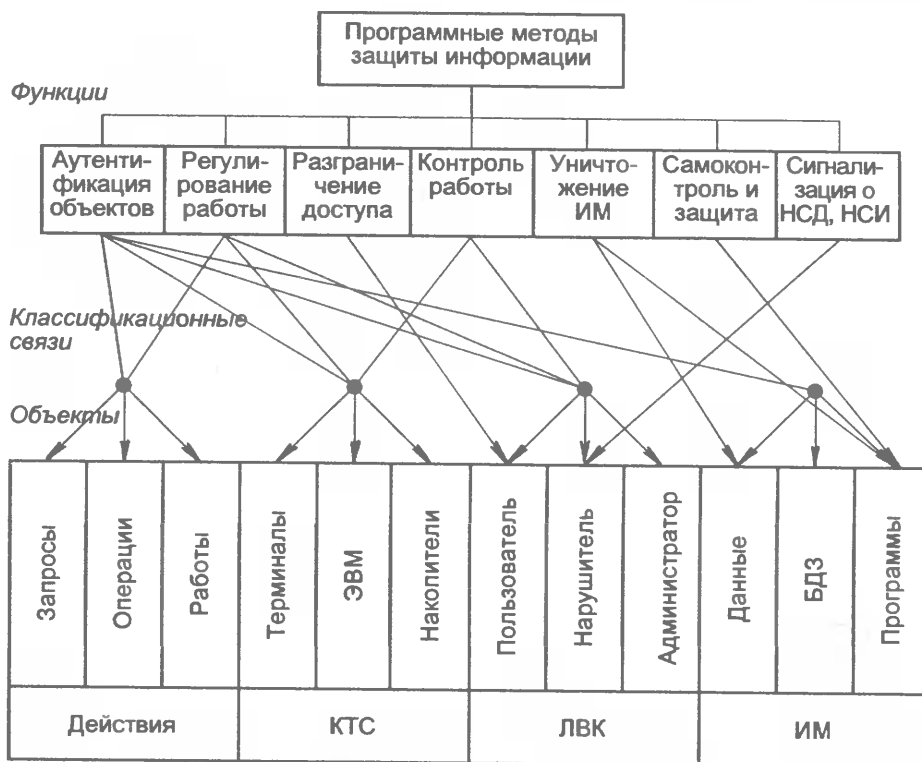 Программные методы
защиты информации
Функции
Аутенти-
фикация
объектов
Регули-
рование
работы
Разграни-
чение
доступа
Контроль
работы
Уничто-
жение
ИМ
Самокон-
троль и
защита
Сигнали-
зация о
НСД, НСИ
Классификационные
связи
Объекты
Запросы
Операции
Работы
Терминалы
ЭВМ
Накопители
Пользователь
Нарушитель
Администратор
Данные
БДЗ
Программы
Действия
КТС
ЛВК
ИМ